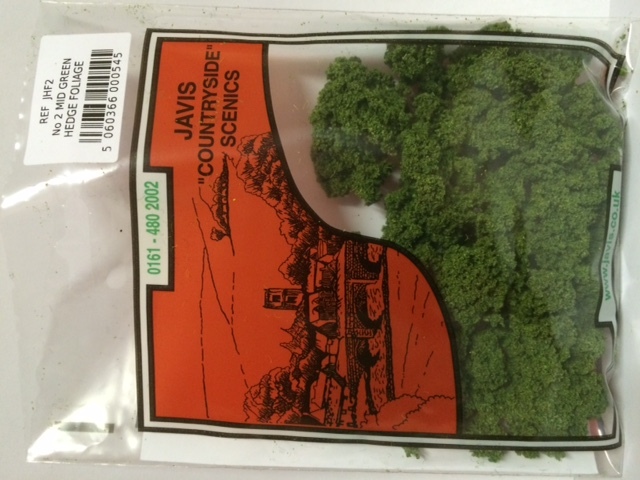 REF JHF2
No 2 MID GREEN
HEDGE FOLIAGE
5 060366 000545
JAVIS
"COUNTRYSIDE"
SCENICS
0161 - 480 2002
www.javis.co.uk